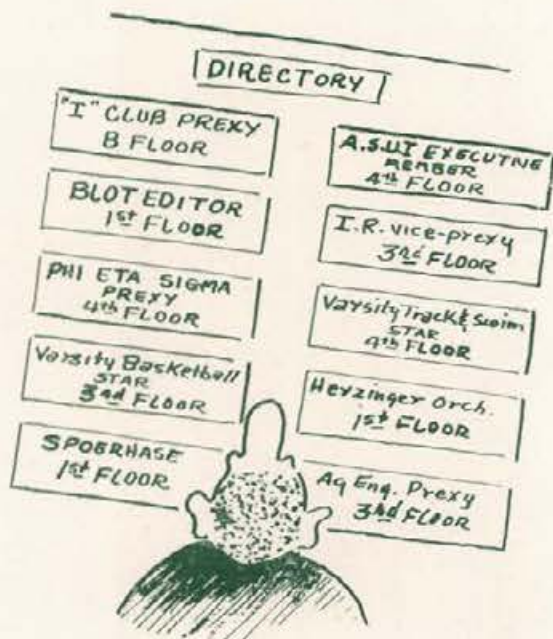 DIRECTORY
"I" CLUB PREXY
B FLOOR
BLOT EDITOR
1st FLOOR
PHI ETA SIGMA
PREXY
4th FLOOR
Varsity Basketball
STAR
3rd FLOOR
SPOERHASE
1st FLOOR
A.S.U.I EXECUTIVE
MEMBER
4th FLOOR
I.R. vice-prexy
3rd FLOOR
Varsity Track & Swim
STAR
4th FLOOR
Herzinger Orch.
1st FLOOR
Ag Eng. Prexy
3rd FLOOR